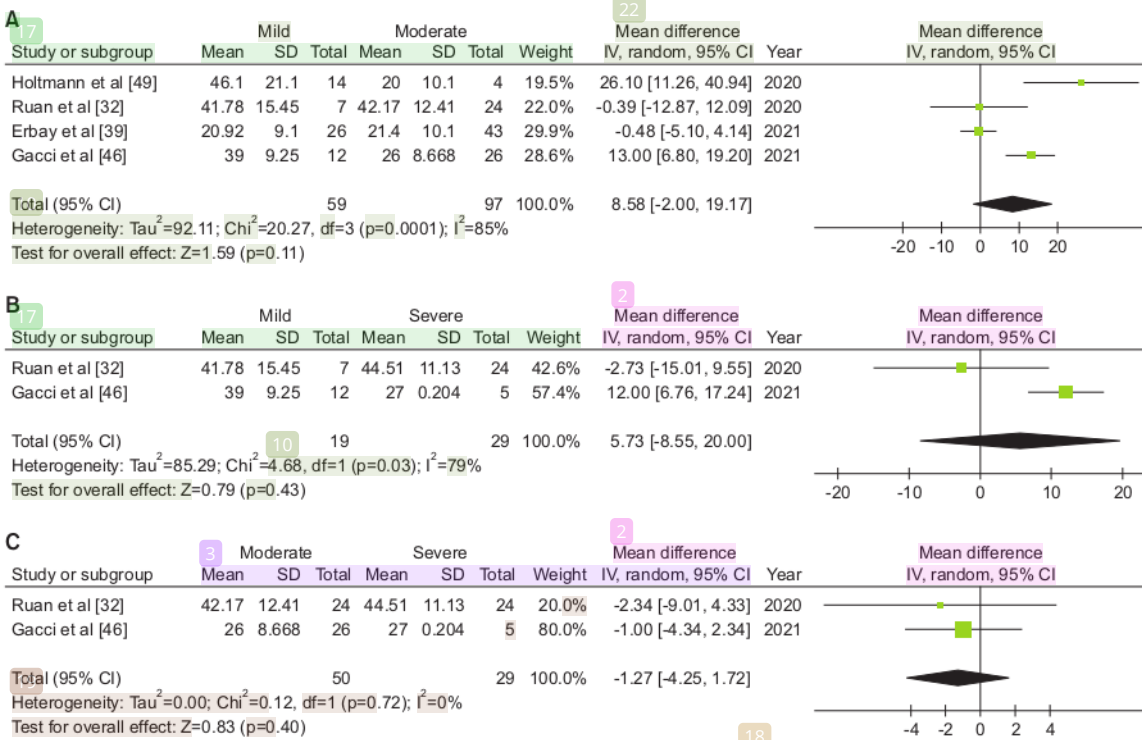 A
17
22
Mild Moderate Mean difference Mean difference
Study or subgroup Mean SD Total Mean SD Total Weight IV, random, 95% CI Year IV, random, 95% CI
Holtmann et al [49] 46.1 21.1 14 20 10.1 4 19.5% 26.10 [11.26, 40.94] 2020
Ruan et al [32] 41.78 15.45 7 42.17 12.41 24 22.0% -0.39 [-12.87, 12.09] 2020
Erbay et al [39] 20.92 9.1 26 21.4 10.1 43 29.9% -0.48 [-5.10, 4.14] 2021
Gacci et al [46] 39 9.25 12 26 8.668 26 28.6% 13.00 [6.80, 19.20] 2021
Total (95% CI) 59 97 100.0% 8.58 [-2.00, 19.17]
Heterogeneity: Tau²=92.11; Chi²=20.27, df=3 (p=0.0001); I²=85%
-20 -10 0 10 20
Test for overall effect: Z=1.59 (p=0.11)
B
17
2
Mild Severe Mean difference Mean difference
Study or subgroup Mean SD Total Mean SD Total Weight IV, random, 95% CI Year IV, random, 95% CI
Ruan et al [32] 41.78 15.45 7 44.51 11.13 24 42.6% -2.73 [-15.01, 9.55] 2020
Gacci et al [46] 39 9.25 12 27 0.204 5 57.4% 12.00 [6.76, 17.24] 2021
Total (95% CI) 19 29 100.0% 5.73 [-8.55, 20.00]
10
Heterogeneity: Tau²=85.29; Chi²=4.68, df=1 (p=0.03); I²=79%
Test for overall effect: Z=0.79 (p=0.43)
-20 -10 0 10 20
C
3
2
Moderate Severe Mean difference Mean difference
Study or subgroup Mean SD Total Mean SD Total Weight IV, random, 95% CI Year IV, random, 95% CI
Ruan et al [32] 42.17 12.41 24 44.51 11.13 24 20.0% -2.34 [-9.01, 4.33] 2020
Gacci et al [46] 26 8.668 26 27 0.204 5 80.0% -1.00 [-4.34, 2.34] 2021
Total (95% CI) 50 29 100.0% -1.27 [-4.25, 1.72]
Heterogeneity: Tau²=0.00; Chi²=0.12, df=1 (p=0.72); I²=0%
Test for overall effect: Z=0.83 (p=0.40)
-4 -2 0 2 4
18